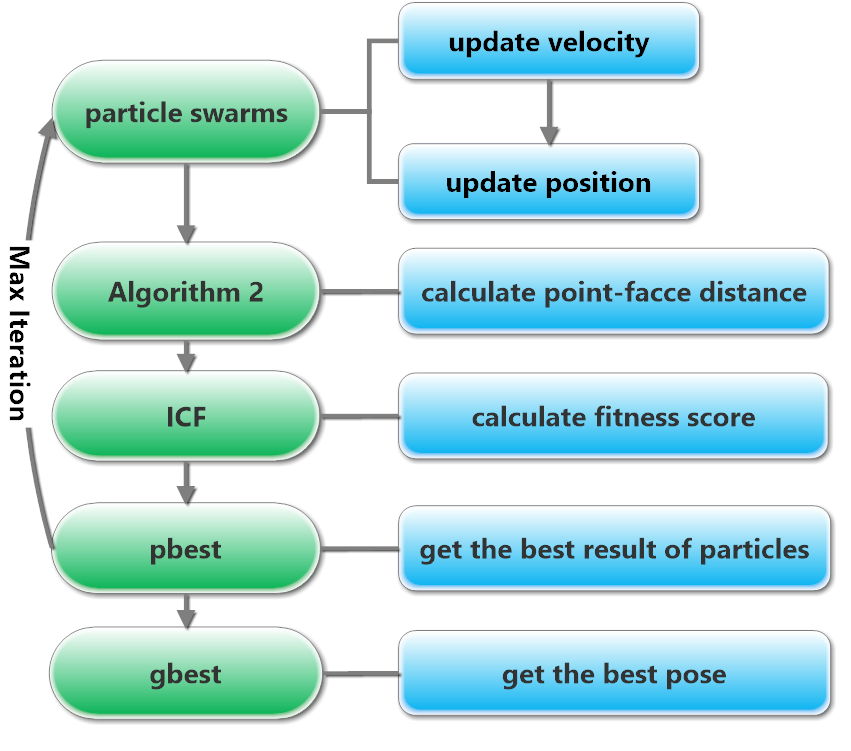 update velocity
particle swarms
update position
Algorithm 2
calculate point-facce distance
Max Iteration
ICF
calculate fitness score
pbest
get the best result of particles
gbest
get the best pose